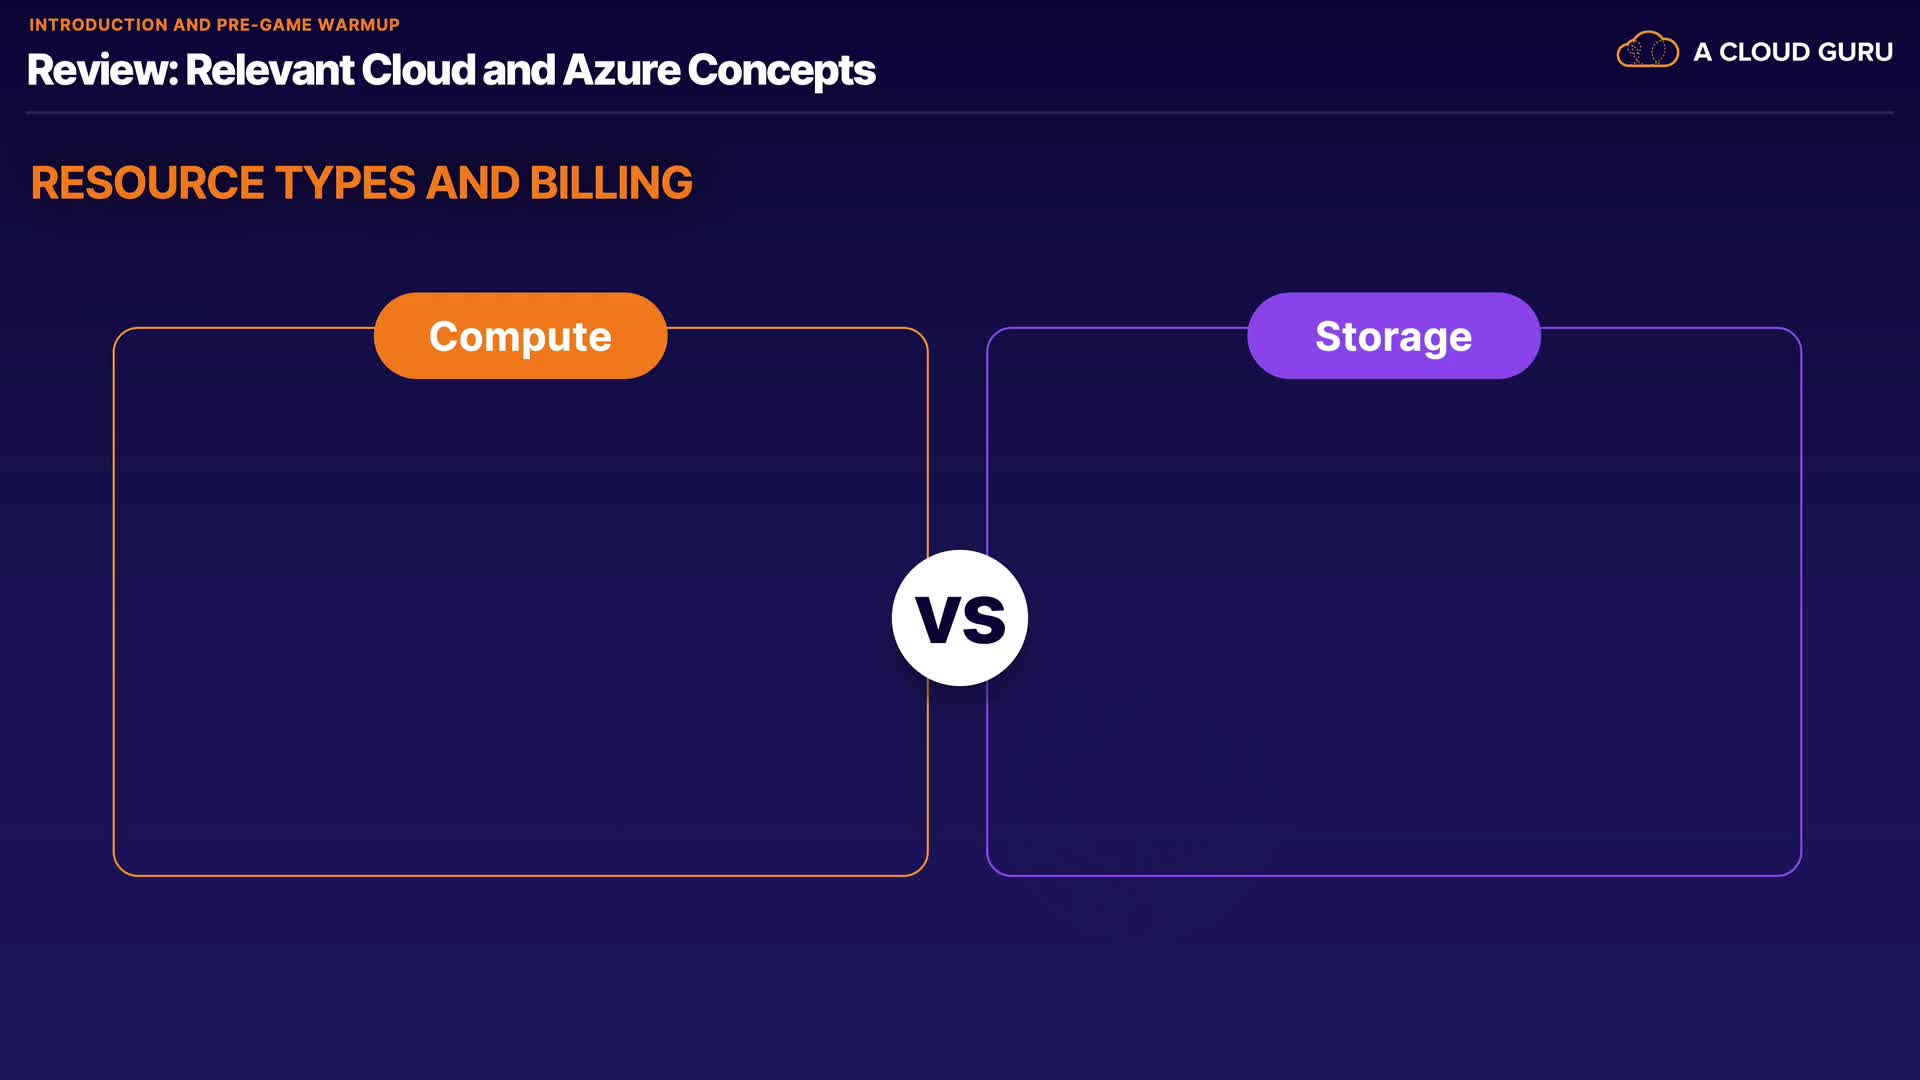 INTRODUCTION AND PRE-GAME WARMUP
Review: Relevant Cloud and Azure Concepts
A CLOUD GURU
RESOURCE TYPES AND BILLING
Compute
Storage
VS